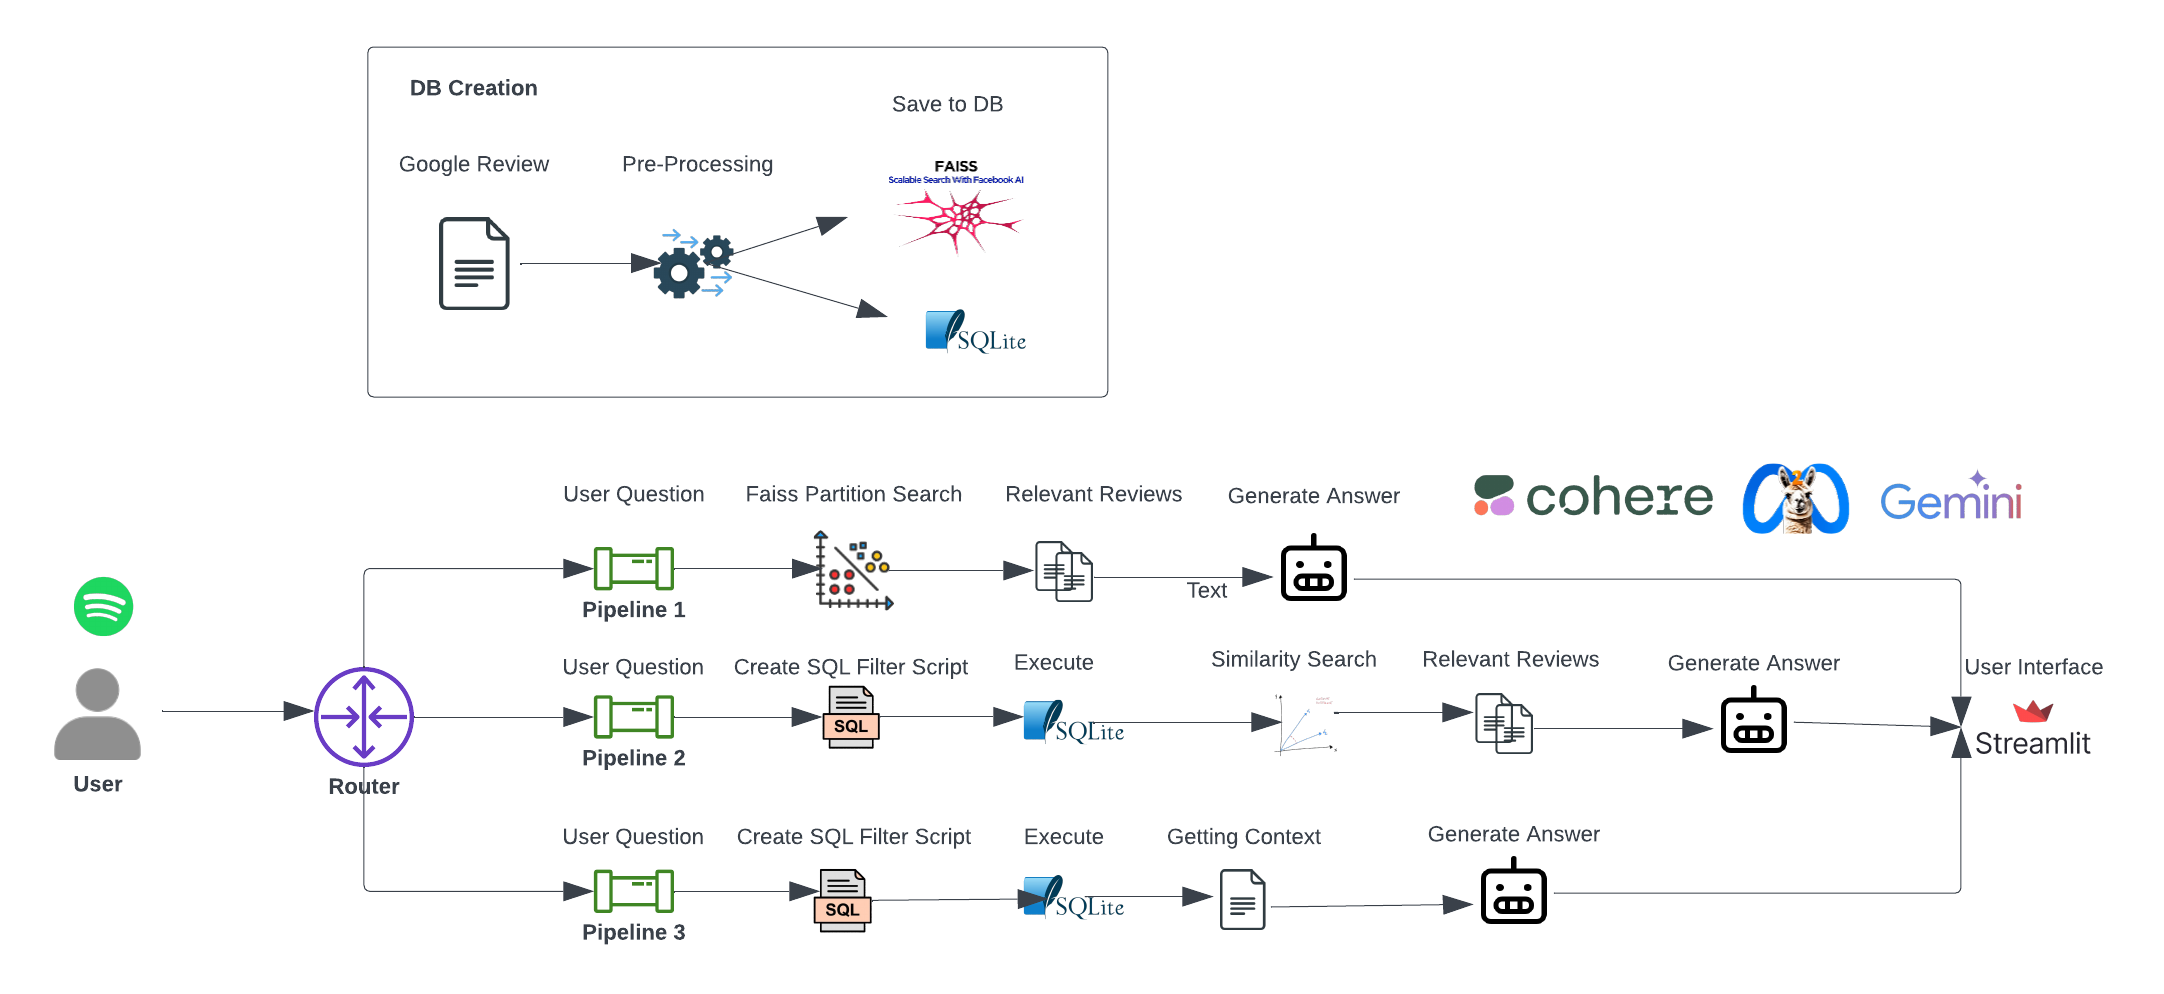 DB Creation
Save to DB
Google Review
Pre-Processing
FAISS
Scalable Search With Facebook AI
SQLite
User Question
Faiss Partition Search
Relevant Reviews
Generate Answer
cohere
Gemini
Text
Pipeline 1
User Question
Create SQL Filter Script
Execute
Similarity Search
Relevant Reviews
Generate Answer
User Interface
SQL
SQLite
Streamlit
Pipeline 2
User
Router
User Question
Create SQL Filter Script
Execute
Getting Context
Generate Answer
SQL
SQLite
Pipeline 3